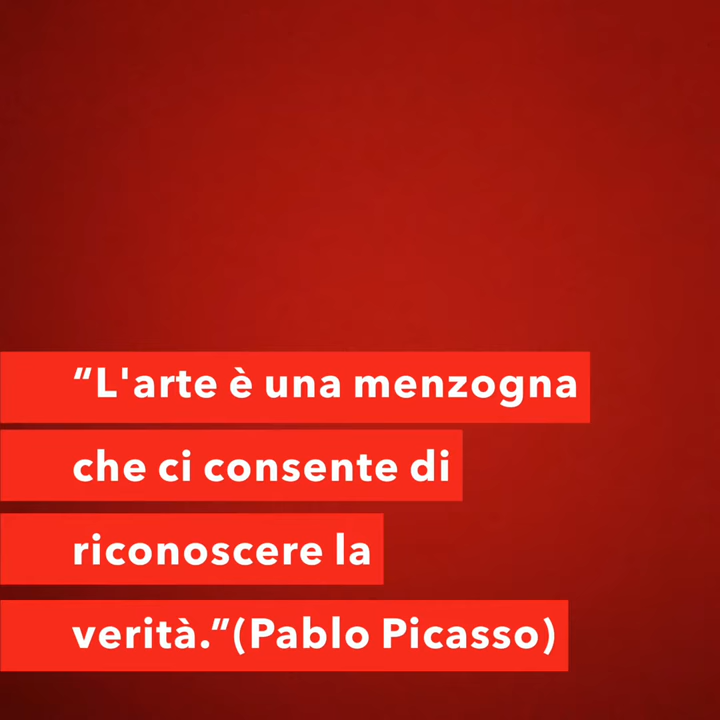 “L'arte è una menzogna
che ci consente di
riconoscere la
verità.”(Pablo Picasso)